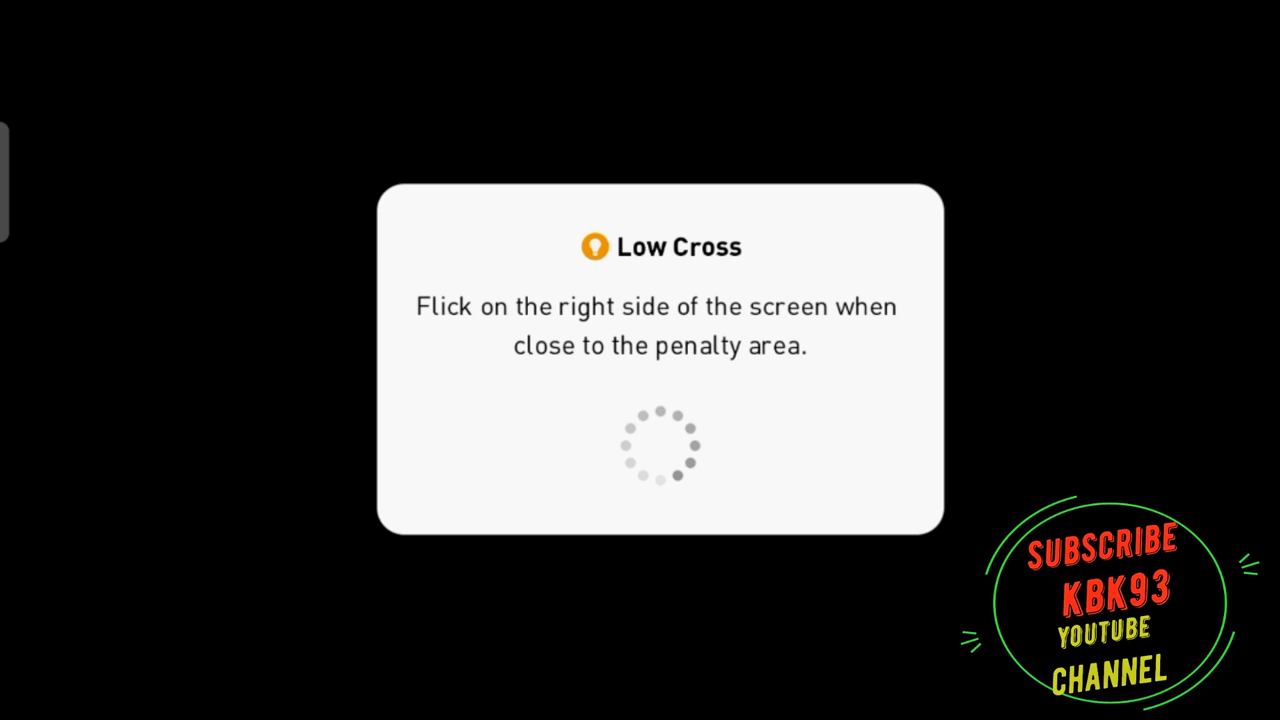 Low Cross
Flick on the right side of the screen when
close to the penalty area.
SUBSCRIBE
KBK93
YOUTUBE
CHANNEL